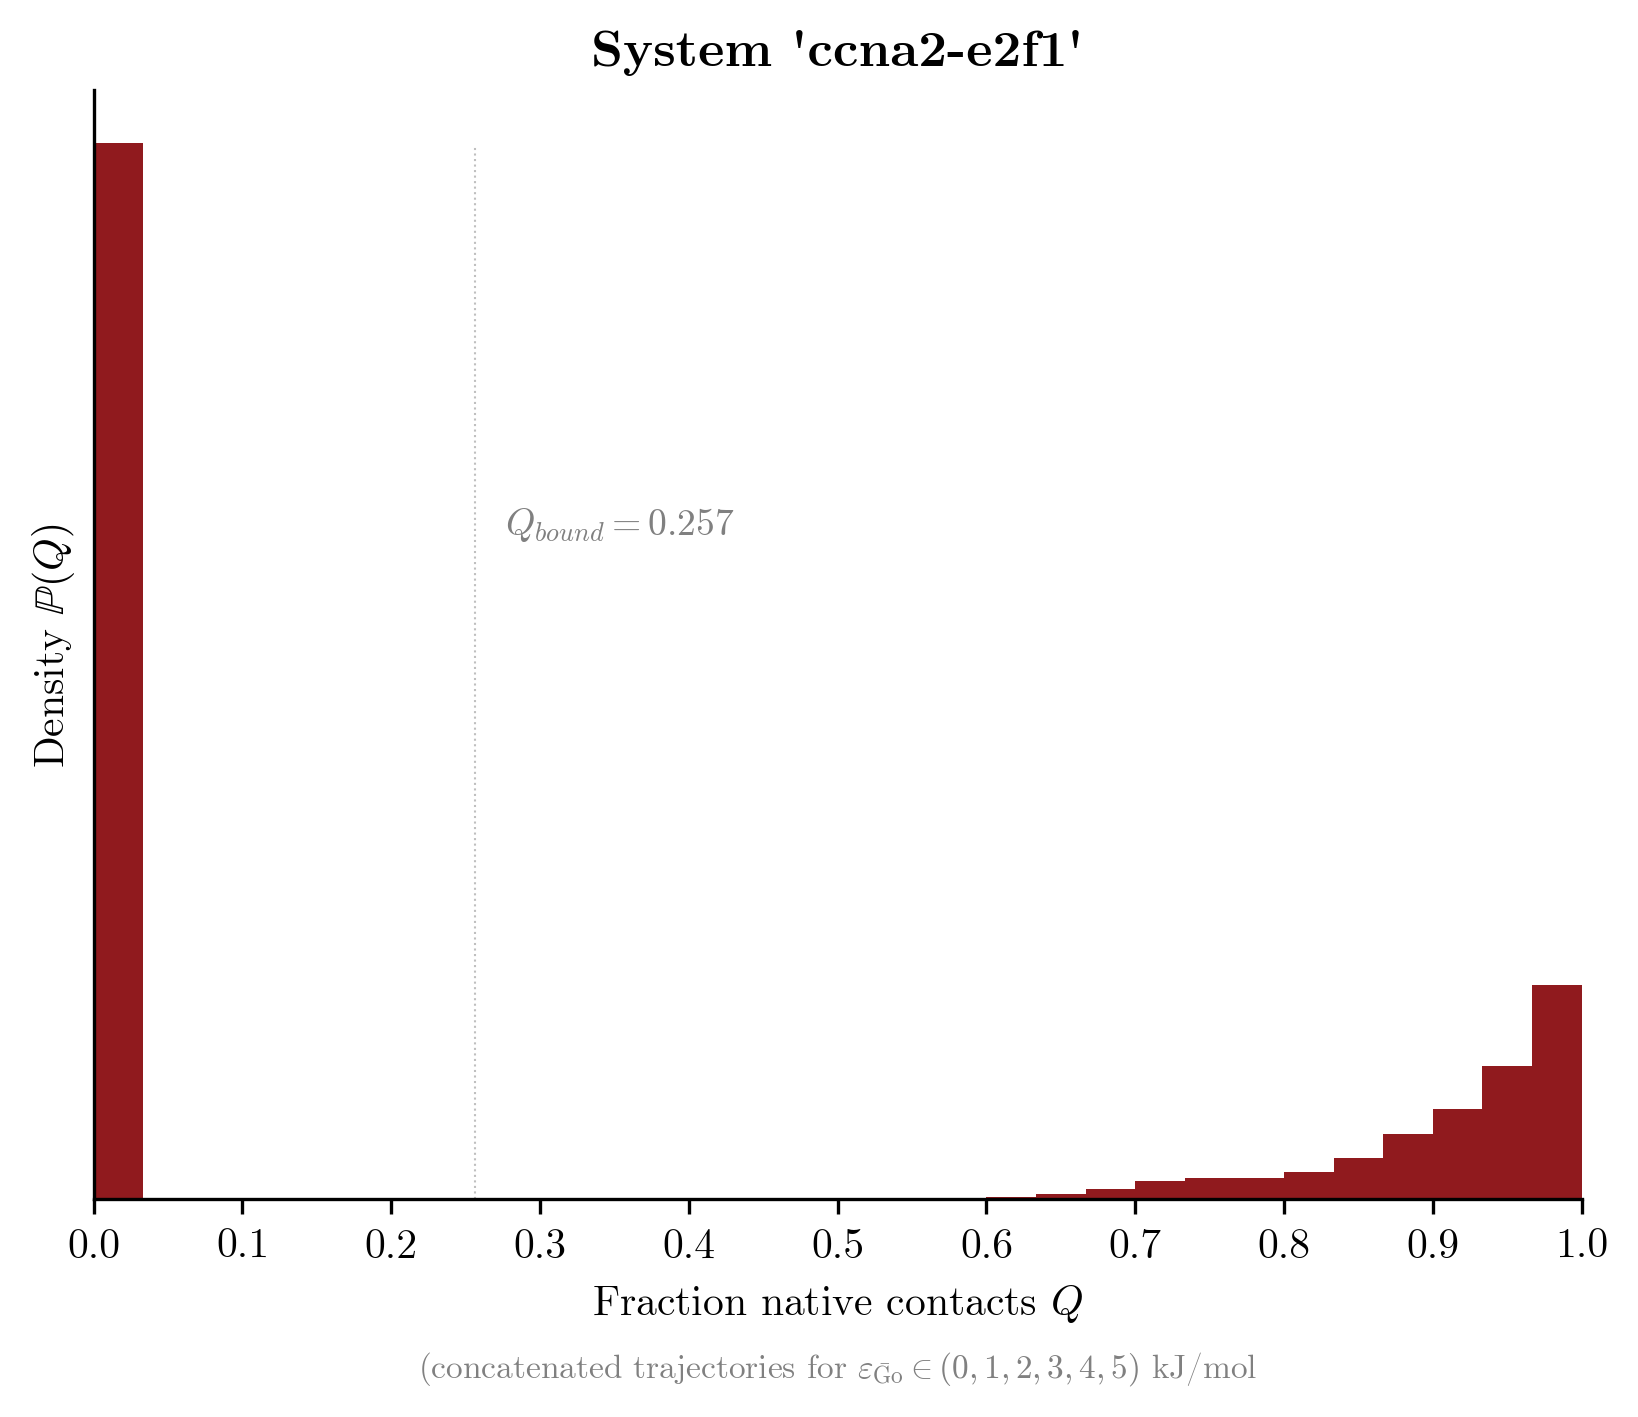 System 'ccna2-e2f1'
Density ℙ(Q)
Q_bound = 0.257
0.0 0.1 0.2 0.3 0.4 0.5 0.6 0.7 0.8 0.9 1.0
Fraction native contacts Q
(concatenated trajectories for ε_Ḡo ∈ (0, 1, 2, 3, 4, 5) kJ/mol